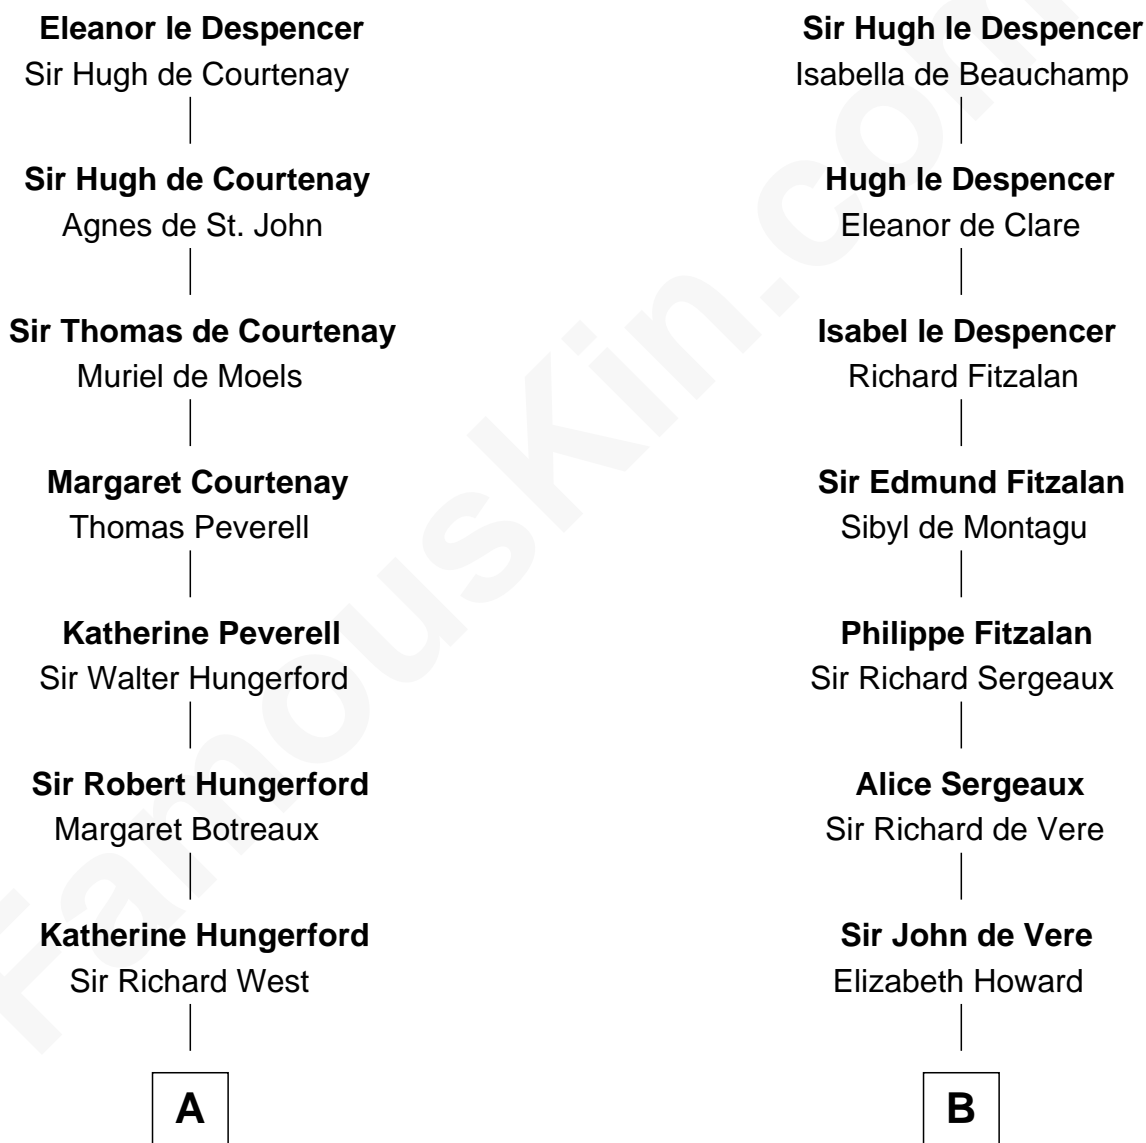 Eleanor le Despencer
Sir Hugh de Courtenay
Sir Hugh de Courtenay
Agnes de St. John
Sir Thomas de Courtenay
Muriel de Moels
Margaret Courtenay
Thomas Peverell
Katherine Peverell
Sir Walter Hungerford
Sir Robert Hungerford
Margaret Botreaux
Katherine Hungerford
Sir Richard West
A
Sir Hugh le Despencer
Isabella de Beauchamp
Hugh le Despencer
Eleanor de Clare
Isabel le Despencer
Richard Fitzalan
Sir Edmund Fitzalan
Sibyl de Montagu
Philippe Fitzalan
Sir Richard Sergeaux
Alice Sergeaux
Sir Richard de Vere
Sir John de Vere
Elizabeth Howard
B
FamousKin.com